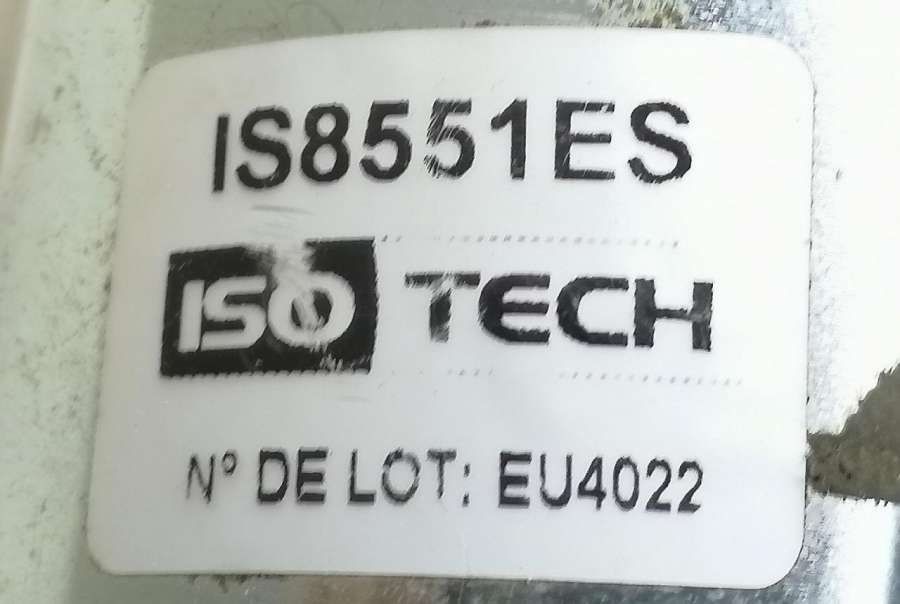 IS8551ES
ISO TECH
N° DE LOT: EU4022